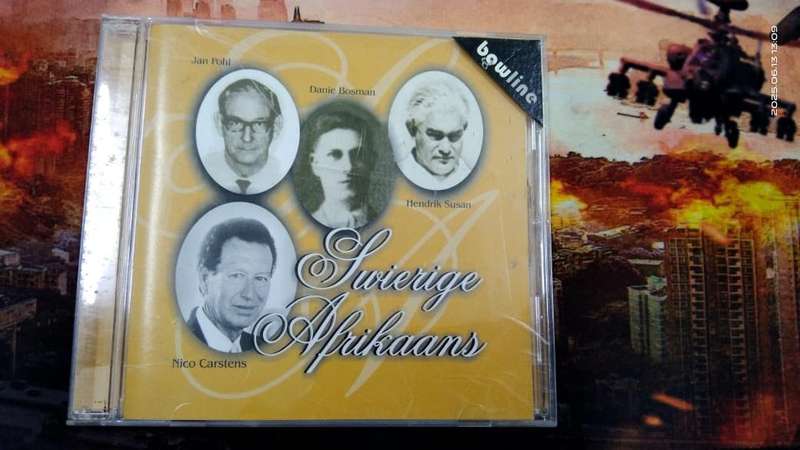 Jan Pohl
Danie Bosman
bowline
Hendrik Susan
Nico Carstens
Swierige
Afrikaans
2025.06.13 13:09